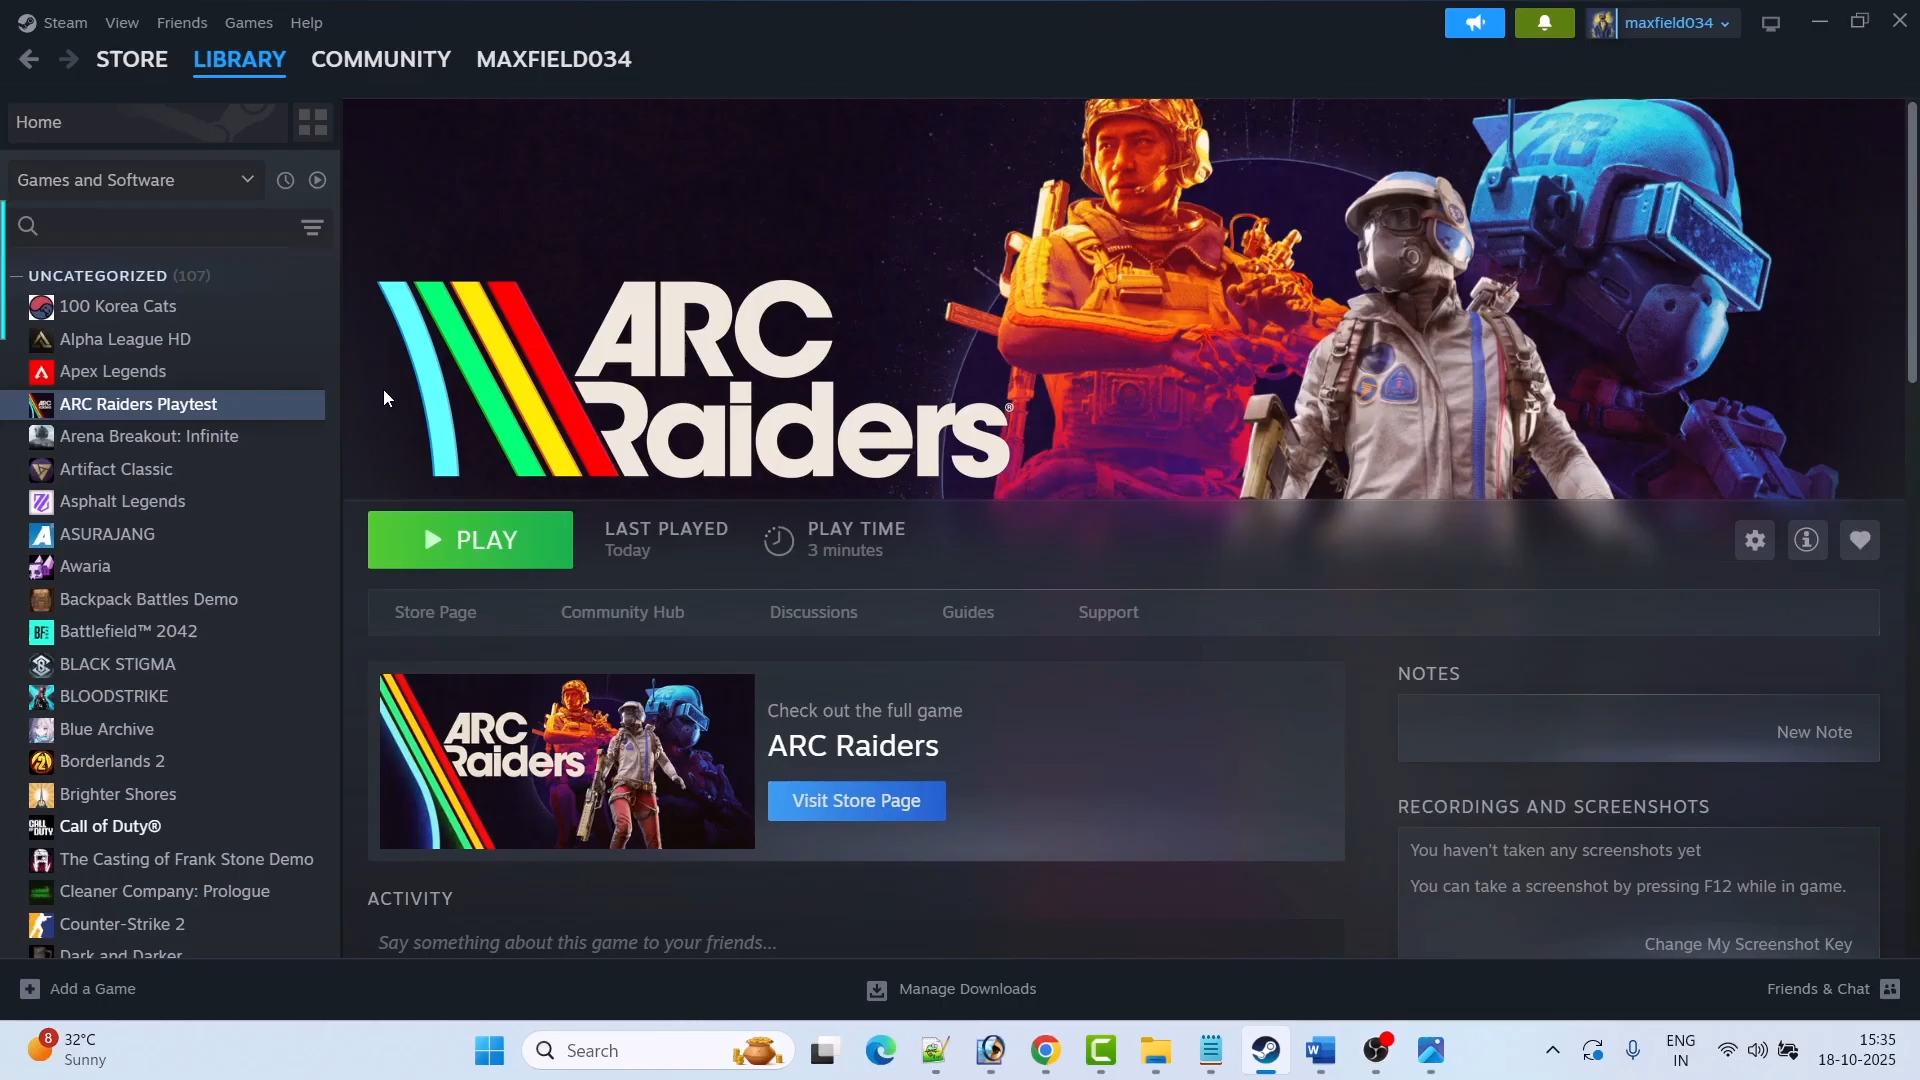 Steam View Friends Games Help
maxfield034
STORE LIBRARY COMMUNITY MAXFIELD034
Home
Games and Software
UNCATEGORIZED (107)
100 Korea Cats
Alpha League HD
Apex Legends
ARC Raiders Playtest
Arena Breakout: Infinite
Artifact Classic
Asphalt Legends
ASURAJANG
Awaria
Backpack Battles Demo
Battlefield™ 2042
BLACK STIGMA
BLOODSTRIKE
Blue Archive
Borderlands 2
Brighter Shores
Call of Duty®
The Casting of Frank Stone Demo
Cleaner Company: Prologue
Counter-Strike 2
Dark and Darker
28
ARC
Raiders®
PLAY
LAST PLAYED
Today
PLAY TIME
3 minutes
Store Page Community Hub Discussions Guides Support
ARC
Raiders
Check out the full game
ARC Raiders
Visit Store Page
ACTIVITY
Say something about this game to your friends...
NOTES
New Note
RECORDINGS AND SCREENSHOTS
You haven't taken any screenshots yet
You can take a screenshot by pressing F12 while in game.
Change My Screenshot Key
Add a Game
Manage Downloads
Friends & Chat
8
32°C
Sunny
Search
ENG
IN
15:35
18-10-2025